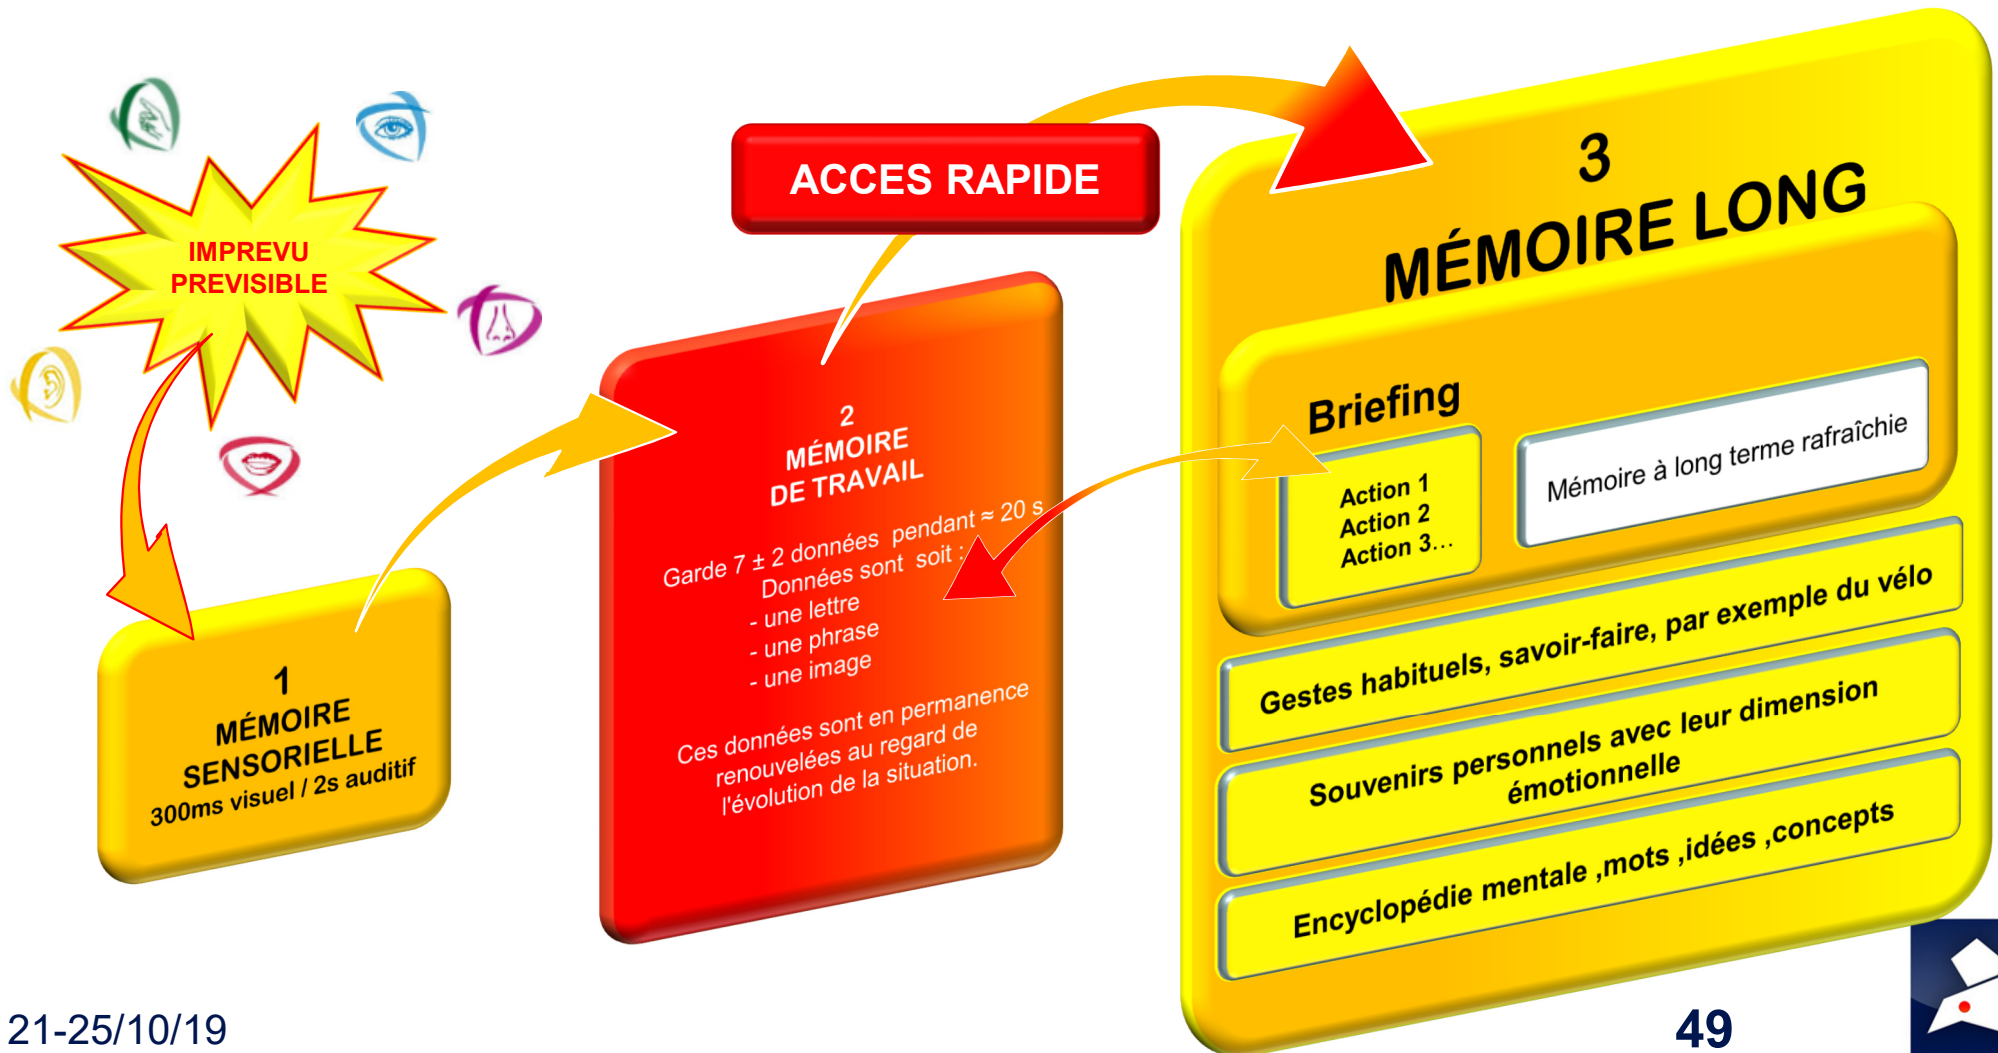 IMPREVU
PREVISIBLE
1
MÉMOIRE
SENSORIELLE
300ms visuel / 2s auditif
ACCES RAPIDE
2
MÉMOIRE
DE TRAVAIL
Garde 7 ± 2 données pendant ≈ 20 s
Données sont soit :
- une lettre
- une phrase
- une image
Ces données sont en permanence
renouvelées au regard de
l'évolution de la situation.
3
MÉMOIRE LONG
Briefing
Action 1
Action 2
Action 3...
Mémoire à long terme rafraîchie
Gestes habituels, savoir-faire, par exemple du vélo
Souvenirs personnels avec leur dimension
émotionnelle
Encyclopédie mentale ,mots ,idées ,concepts
21-25/10/19
49